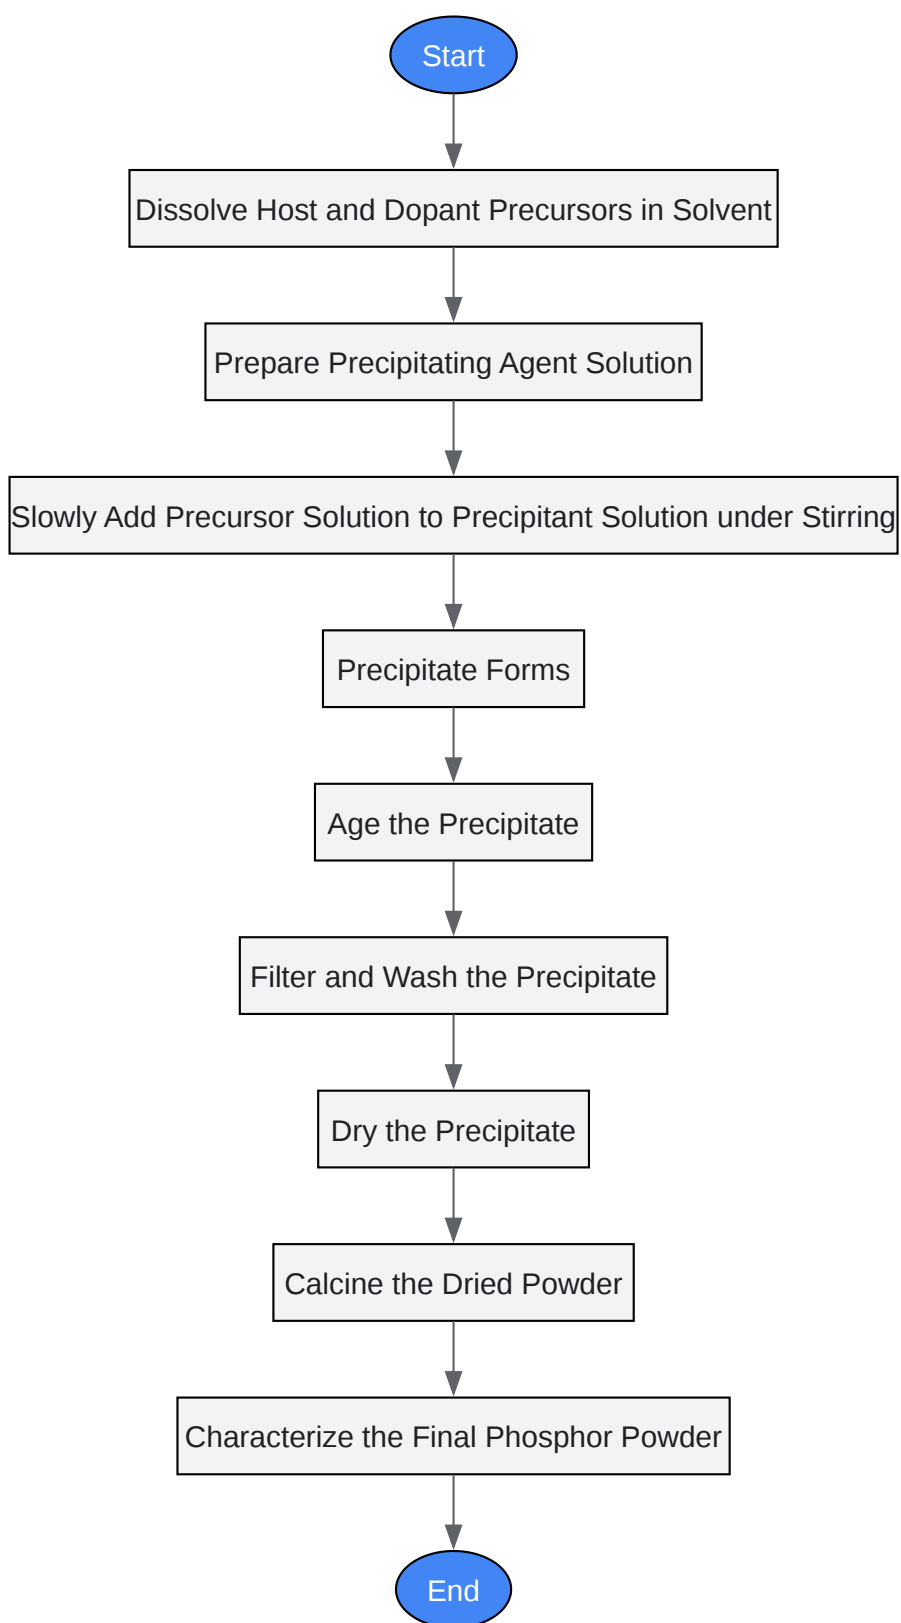 Start
Dissolve Host and Dopant Precursors in Solvent
Prepare Precipitating Agent Solution
Slowly Add Precursor Solution to Precipitant Solution under Stirring
Precipitate Forms
Age the Precipitate
Filter and Wash the Precipitate
Dry the Precipitate
Calcine the Dried Powder
Characterize the Final Phosphor Powder
End